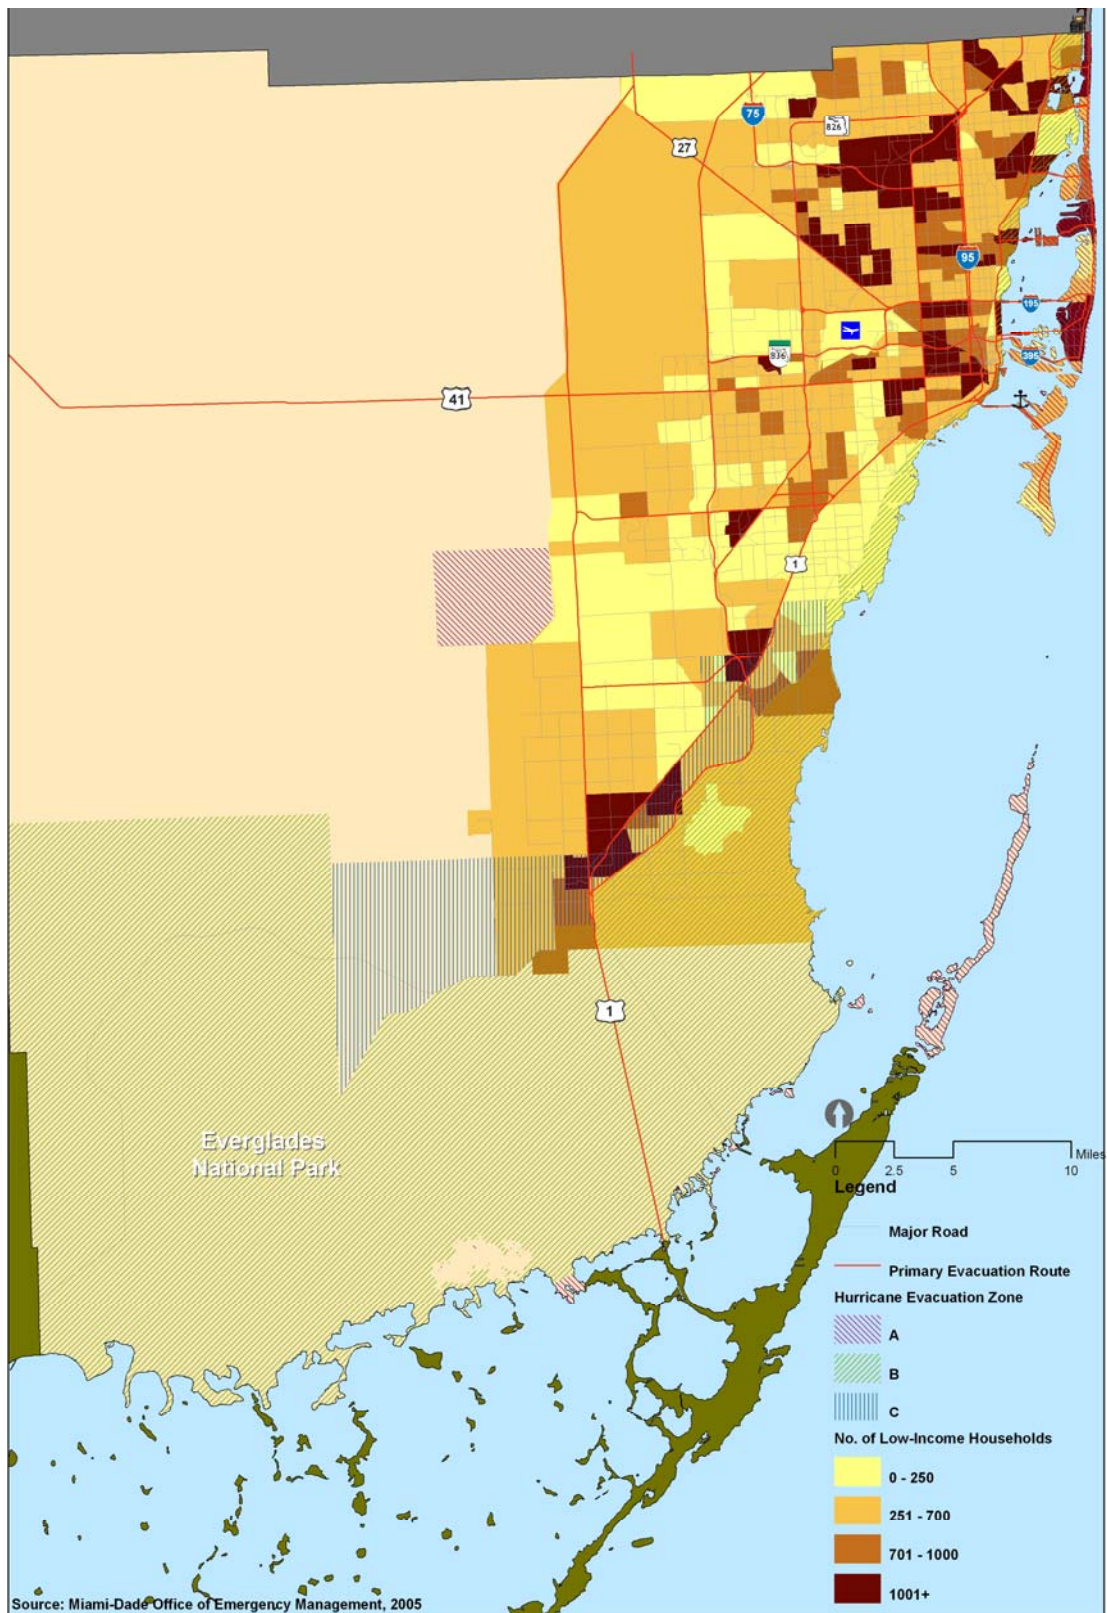 75
826
27
95
195
836
395
41
1
1
Everglades
National Park
Miles
0 2.5 5 10
Legend
Major Road
Primary Evacuation Route
Hurricane Evacuation Zone
A
B
C
No. of Low-Income Households
0 - 250
251 - 700
701 - 1000
1001+
Source: Miami-Dade Office of Emergency Management, 2005